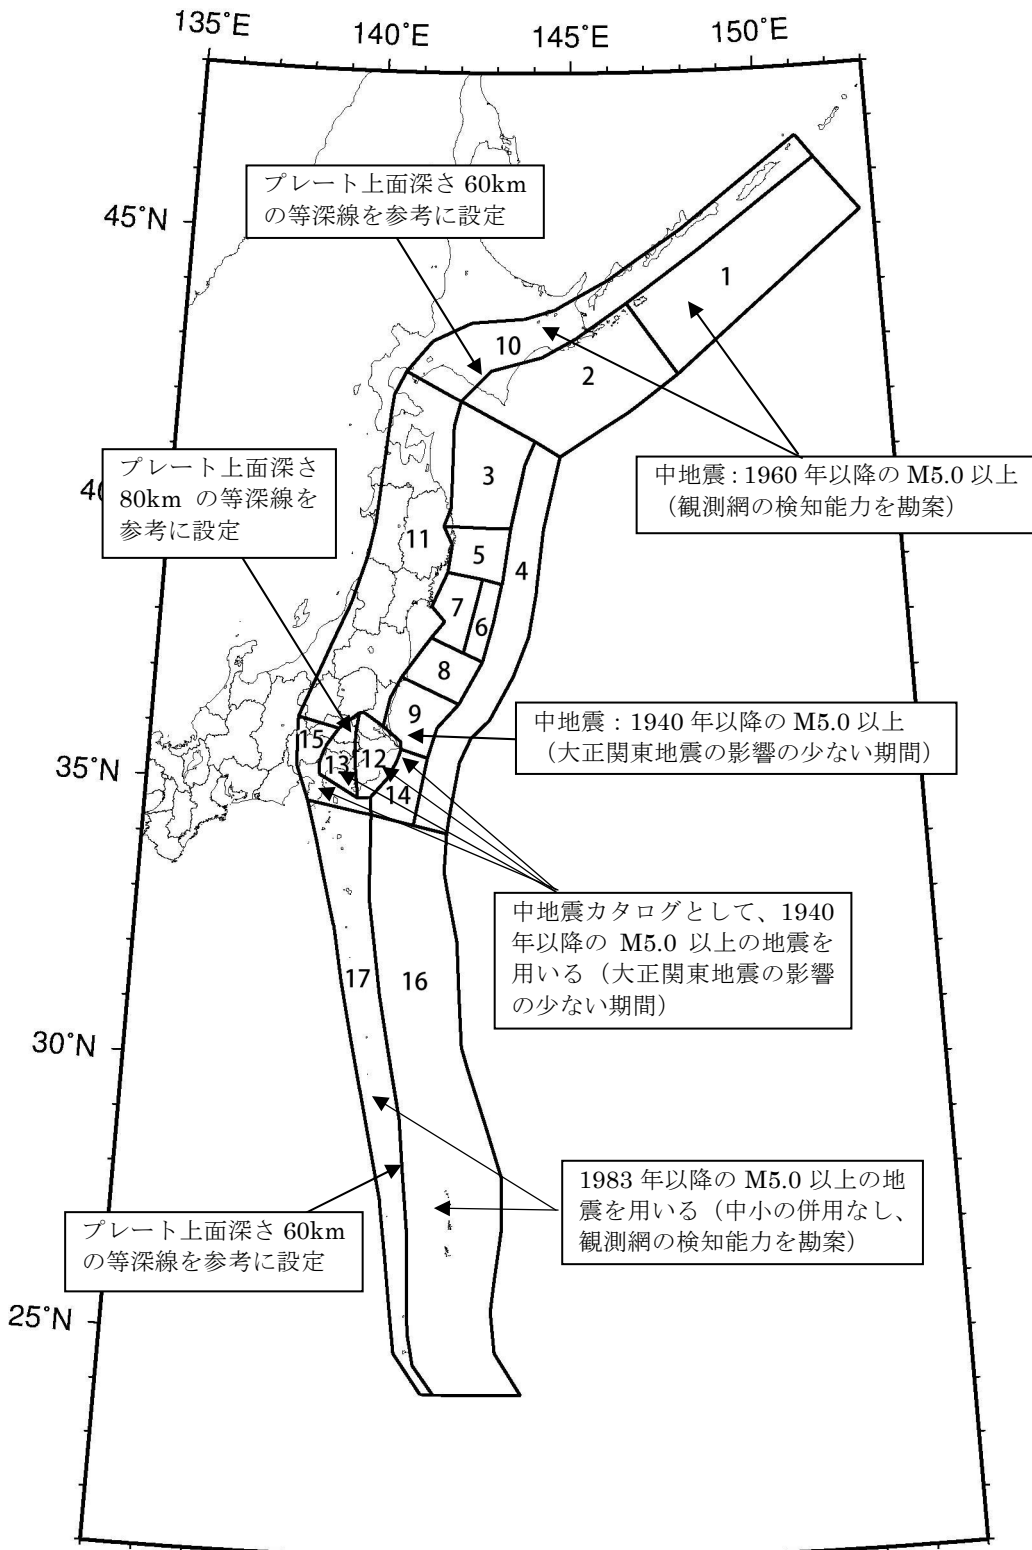 135°E
140°E
145°E
150°E
プレート上面深さ 60km
の等深線を参考に設定
45°N
1
10
2
中地震：1960 年以降の M5.0 以上
（観測網の検知能力を勘案）
プレート上面深さ
80km の等深線を
参考に設定
3
11
5
4
7
6
8
9
中地震：1940 年以降の M5.0 以上
（大正関東地震の影響の少ない期間）
35°N
15
13
12
14
中地震カタログとして、1940
年以降の M5.0 以上の地震を
用いる（大正関東地震の影響
の少ない期間）
17
16
30°N
1983 年以降の M5.0 以上の地
震を用いる（中小の併用なし、
観測網の検知能力を勘案）
プレート上面深さ 60km
の等深線を参考に設定
25°N